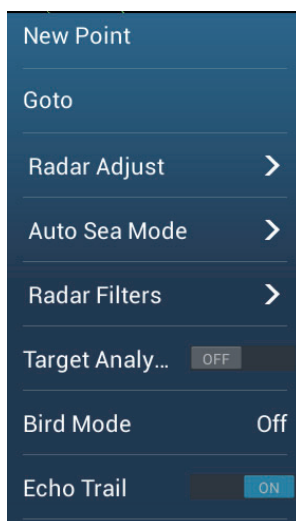 New Point
Goto
Radar Adjust
Auto Sea Mode
Radar Filters
Target Analy... OFF
Bird Mode Off
Echo Trail ON